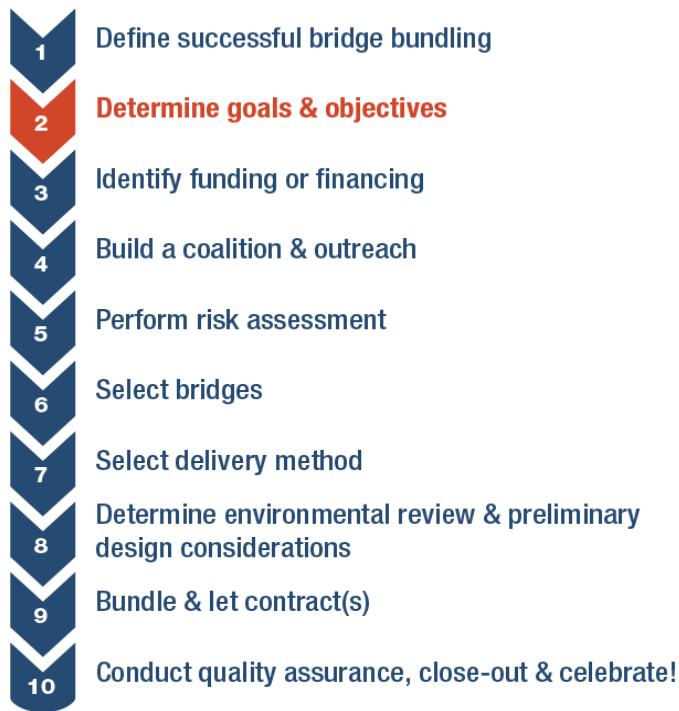 1 Define successful bridge bundling
2 Determine goals & objectives
3 Identify funding or financing
4 Build a coalition & outreach
5 Perform risk assessment
6 Select bridges
7 Select delivery method
8 Determine environmental review & preliminary
design considerations
9 Bundle & let contract(s)
10 Conduct quality assurance, close-out & celebrate!